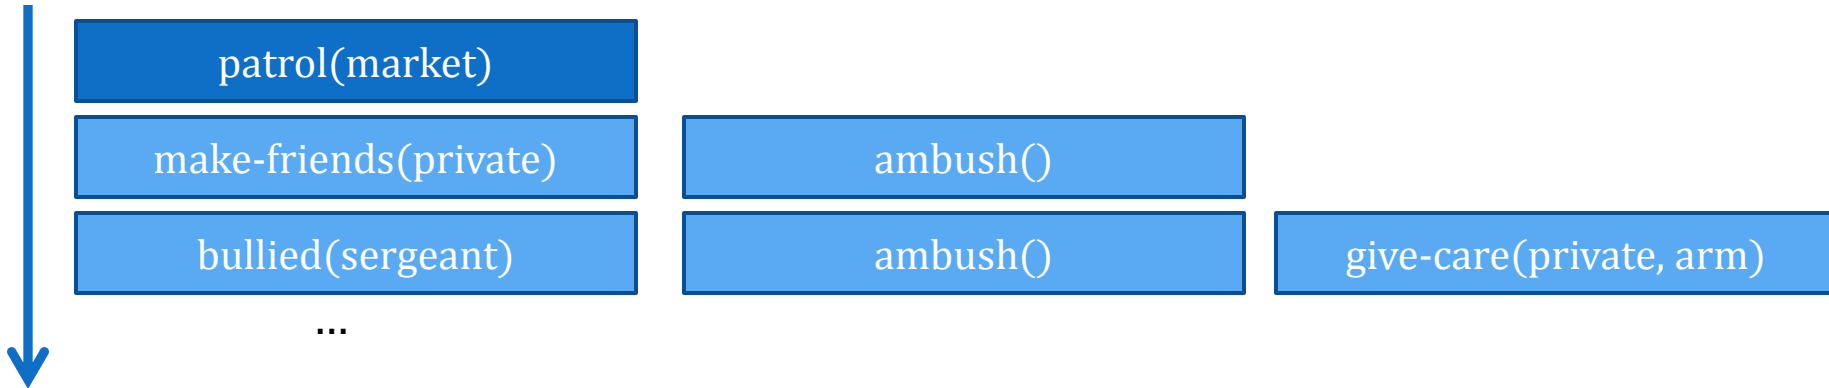 patrol(market)
make-friends(private) ambush()
bullied(sergeant) ambush() give-care(private, arm)
...